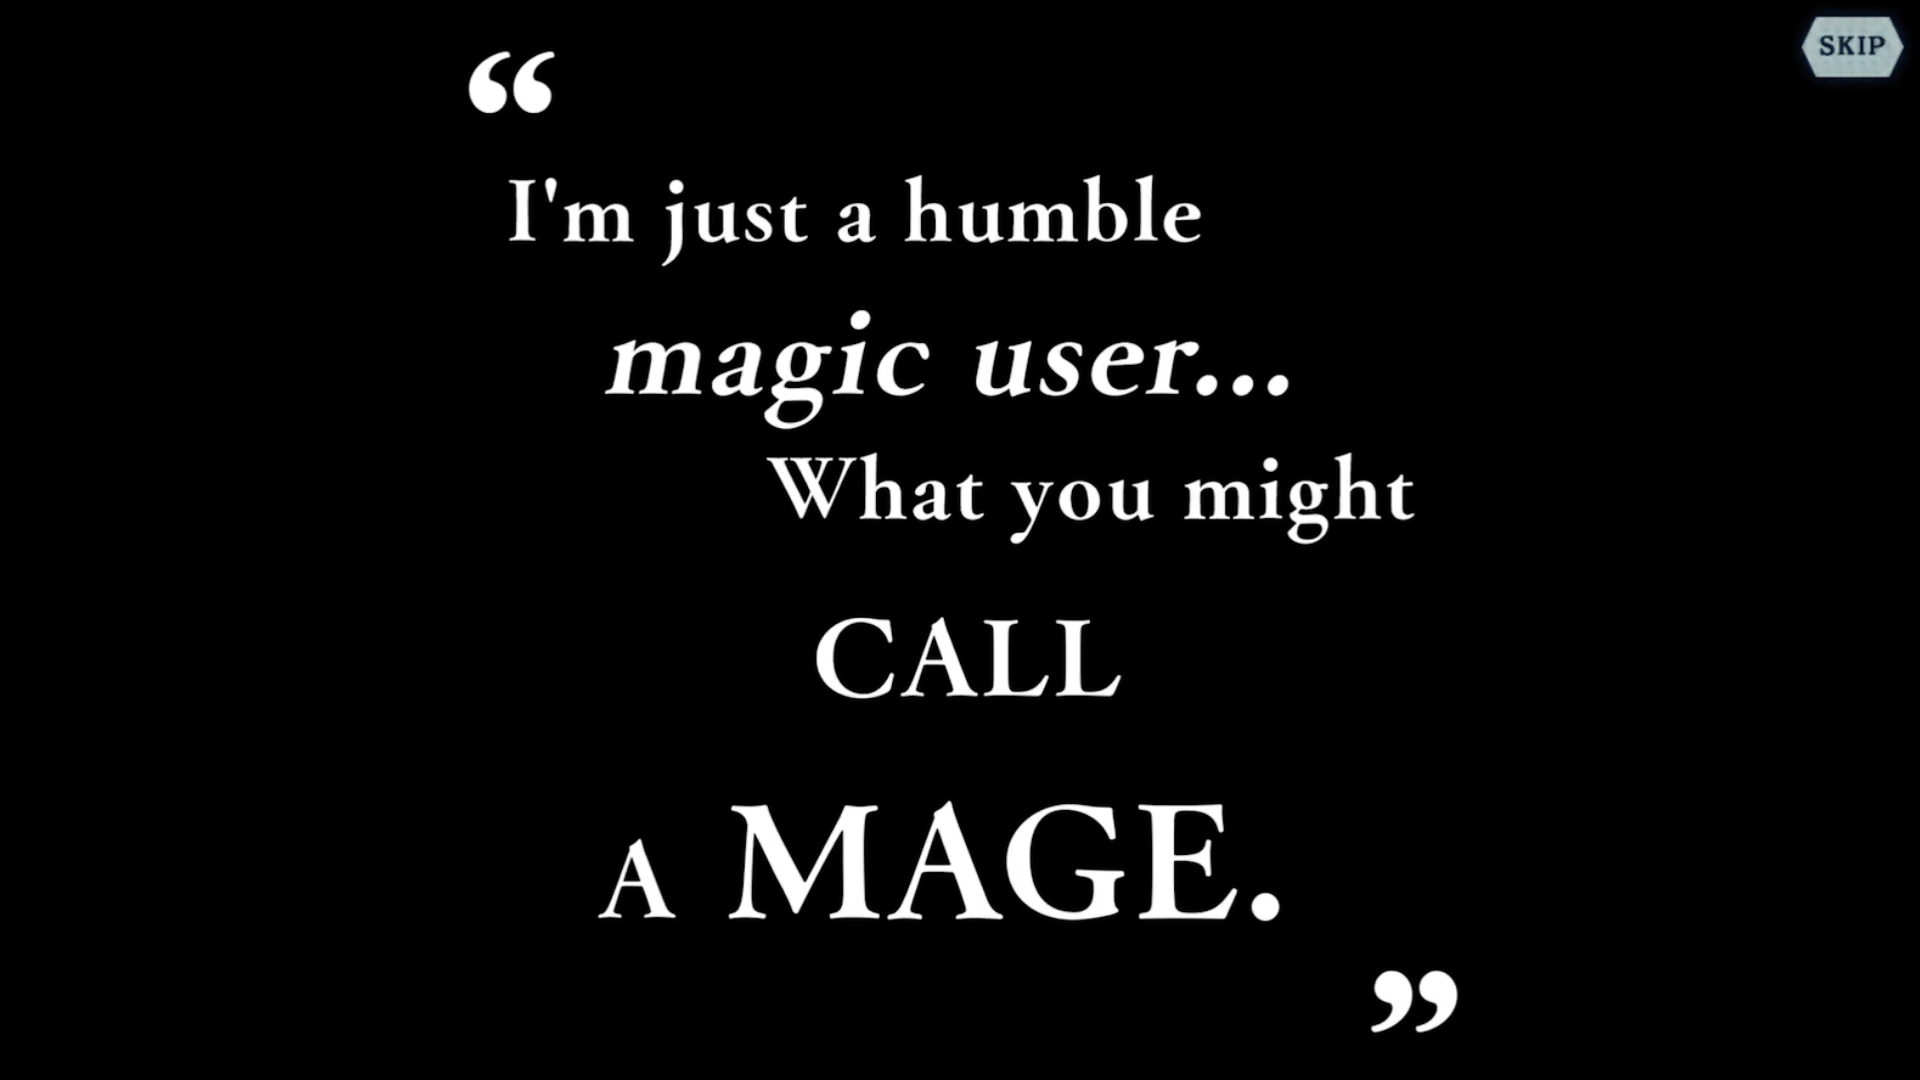 SKIP
“
I'm just a humble
magic user...
What you might
CALL
A MAGE.
”